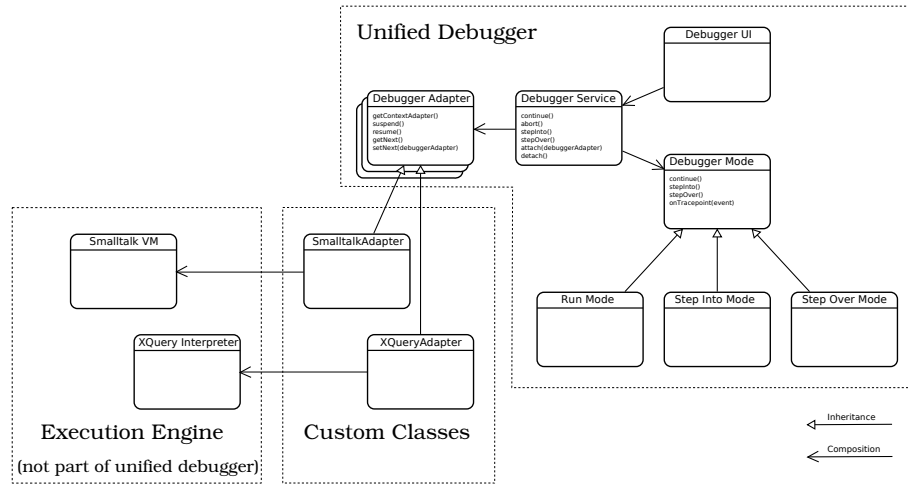 Unified Debugger
Debugger UI
Debugger Adapter
getContextAdapter()
suspend()
resume()
getNext()
setNext(debuggerAdapter)
Debugger Service
continue()
abort()
stepInto()
stepOver()
attach(debuggerAdapter)
detach()
Debugger Mode
continue()
stepInto()
stepOver()
onTracepoint(event)
Smalltalk VM
SmalltalkAdapter
Run Mode
Step Into Mode
Step Over Mode
XQuery Interpreter
XQueryAdapter
Execution Engine
(not part of unified debugger)
Custom Classes
Inheritance
Composition